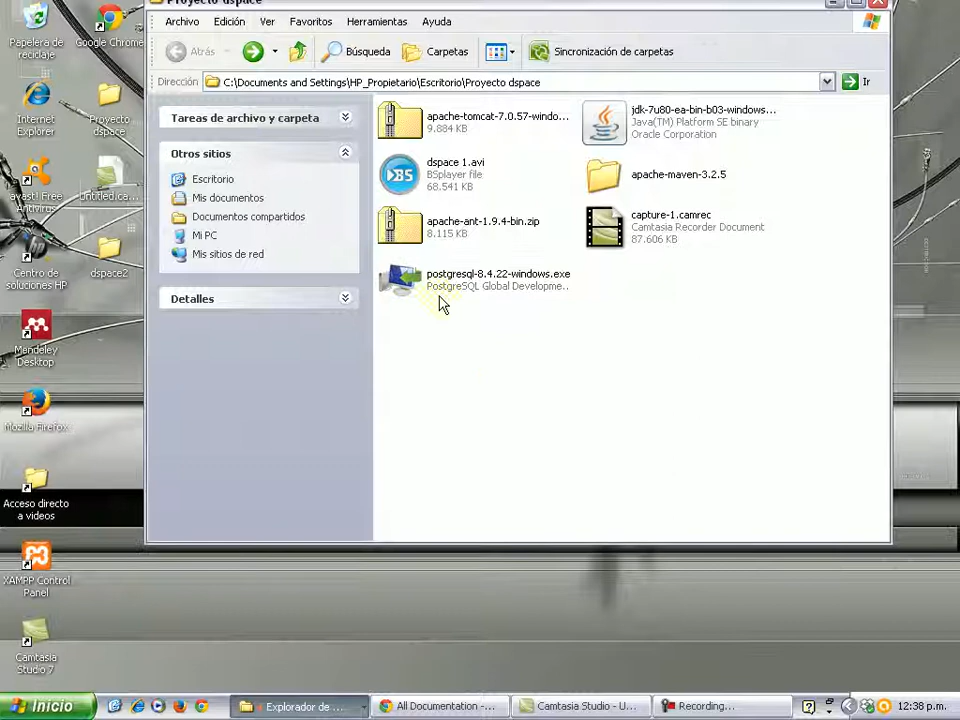 Proyecto dspace
Archivo Edición Ver Favoritos Herramientas Ayuda
Atrás Búsqueda Carpetas Sincronización de carpetas
Dirección C:\Documents and Settings\HP_Propietario\Escritorio\Proyecto dspace Ir
Tareas de archivo y carpeta
Otros sitios
Escritorio
Mis documentos
Documentos compartidos
Mi PC
Mis sitios de red
Detalles
apache-tomcat-7.0.57-windo...
9.884 KB
jdk-7u80-ea-bin-b03-windows...
Java(TM) Platform SE binary
Oracle Corporation
dspace 1.avi
BSplayer file
68.541 KB
apache-maven-3.2.5
apache-ant-1.9.4-bin.zip
8.115 KB
capture-1.camrec
Camtasia Recorder Document
87.606 KB
postgresql-8.4.22-windows.exe
PostgreSQL Global Developme...
Papelera de
reciclaje
Google Chrome
Internet
Explorer
Proyecto
dspace
avast! Free
Antivirus
Untitled.ca...
Centro de
soluciones HP
dspace2
Mendeley
Desktop
Mozilla Firefox
Acceso directo
a videos
XAMPP Control
Panel
Camtasia
Studio 7
Inicio
Explorador de ...
All Documentation -...
Camtasia Studio - U...
Recording...
12:38 p.m.